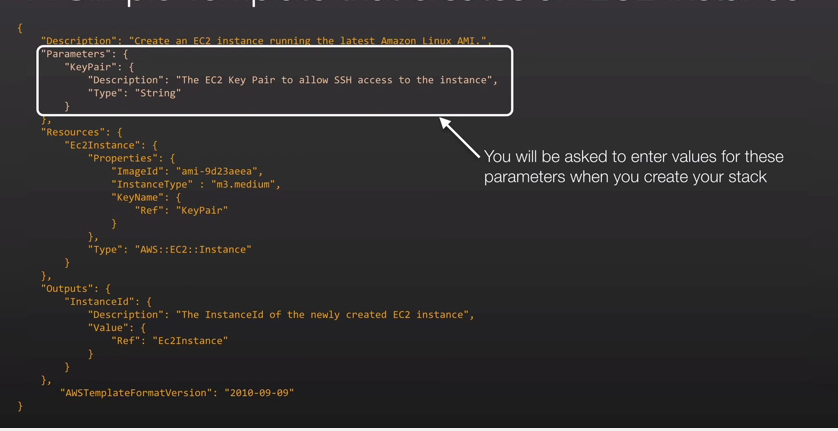 {
"Description": "Create an EC2 instance running the latest Amazon Linux AMI.",
"Parameters": {
"KeyPair": {
"Description": "The EC2 Key Pair to allow SSH access to the instance",
"Type": "String"
}
},
"Resources": {
"Ec2Instance": {
"Properties": {
"ImageId": "ami-9d23aeea",
"InstanceType" : "m3.medium",
"KeyName": {
"Ref": "KeyPair"
}
},
"Type": "AWS::EC2::Instance"
}
},
"Outputs": {
"InstanceId": {
"Description": "The InstanceId of the newly created EC2 instance",
"Value": {
"Ref": "Ec2Instance"
}
}
},
"AWSTemplateFormatVersion": "2010-09-09"
}
You will be asked to enter values for these
parameters when you create your stack